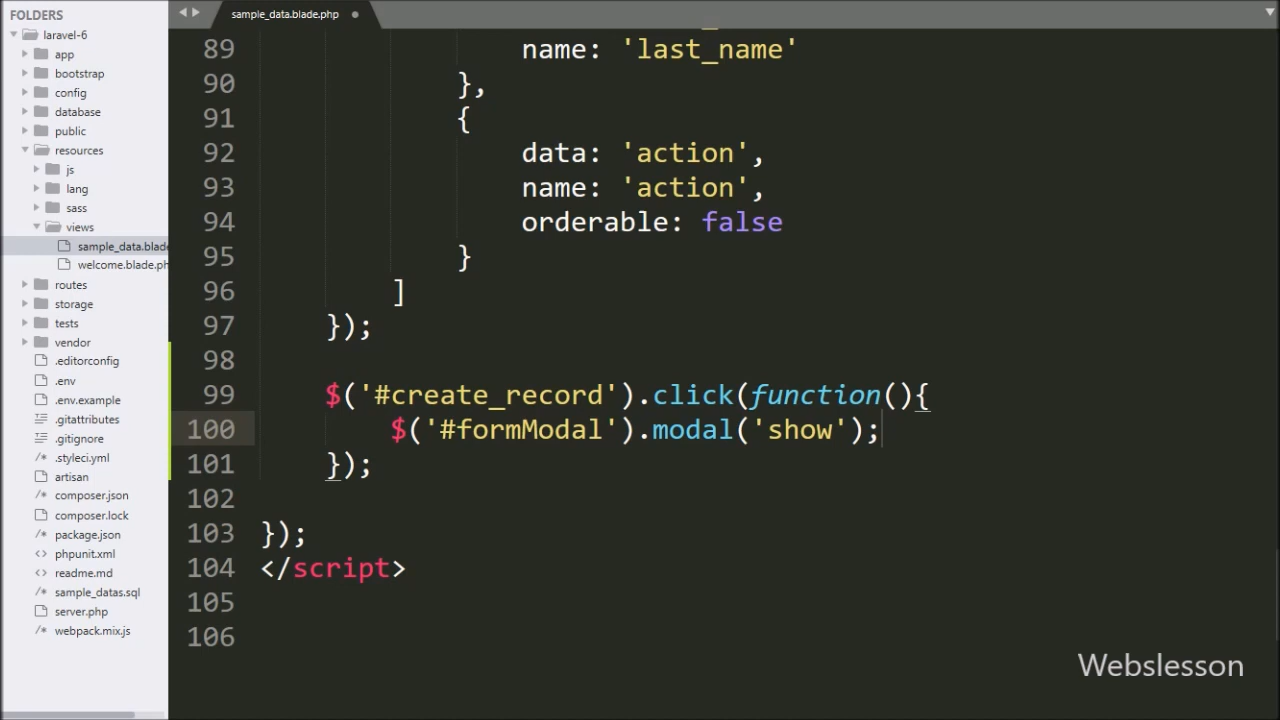 FOLDERS
laravel-6
app
bootstrap
config
database
public
resources
js
lang
sass
views
sample_data.blade
welcome.blade.ph
routes
storage
tests
vendor
.editorconfig
.env
.env.example
.gitattributes
.gitignore
.styleci.yml
artisan
composer.json
composer.lock
package.json
phpunit.xml
readme.md
sample_datas.sql
server.php
webpack.mix.js
sample_data.blade.php
89 name: 'last_name'
90 },
91 {
92 data: 'action',
93 name: 'action',
94 orderable: false
95 }
96 ]
97 });
98
99 $('#create_record').click(function(){
100 $('#formModal').modal('show');
101 });
102
103 });
104 </script>
105
106
Webslesson